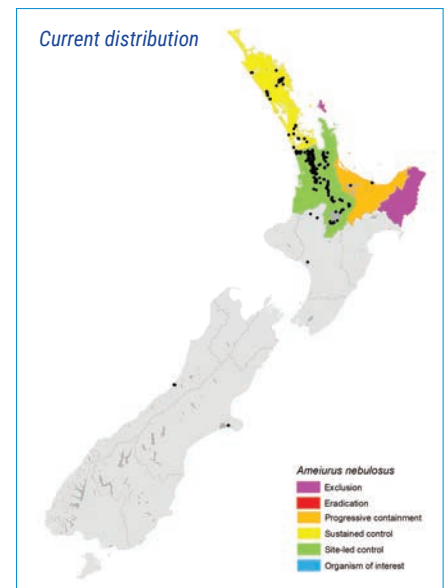 Current distribution
Ameiurus nebulosus
Exclusion
Eradication
Progressive containment
Sustained control
Site-led control
Organism of interest